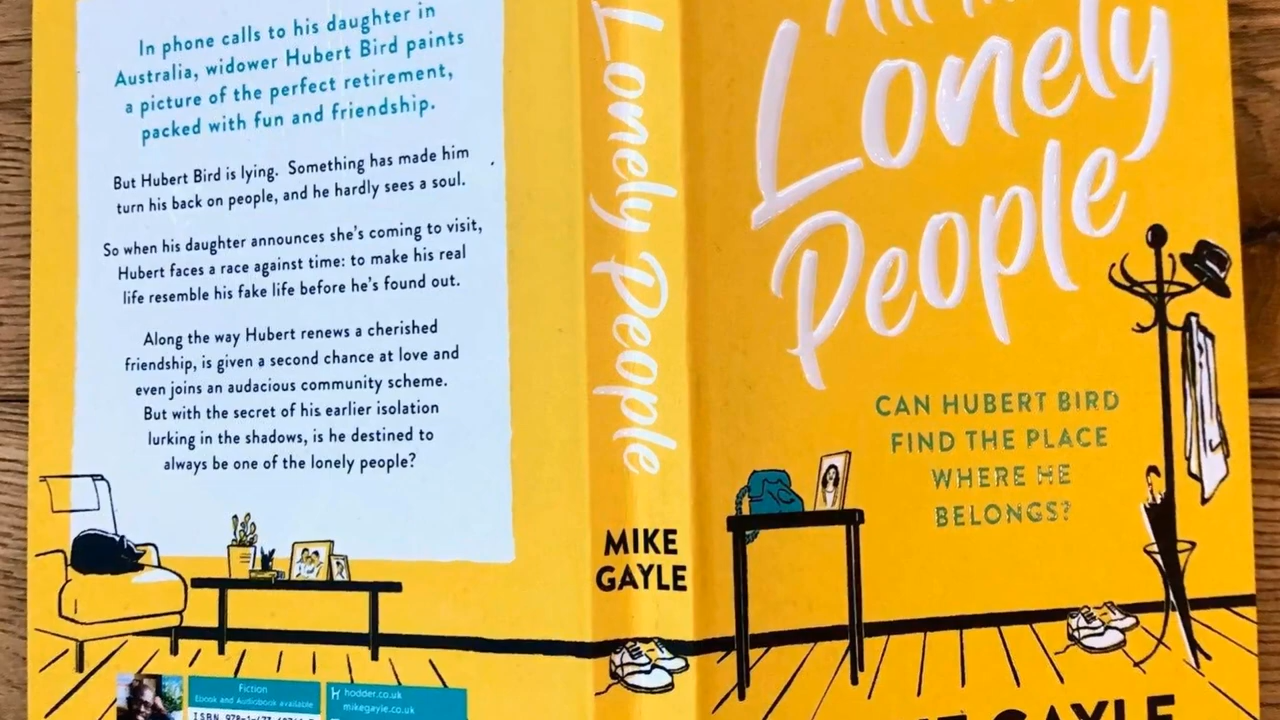 In phone calls to his daughter in
Australia, widower Hubert Bird paints
a picture of the perfect retirement,
packed with fun and friendship.
But Hubert Bird is lying. Something has made him
turn his back on people, and he hardly sees a soul.
So when his daughter announces she's coming to visit,
Hubert faces a race against time: to make his real
life resemble his fake life before he's found out.
Along the way Hubert renews a cherished
friendship, is given a second chance at love and
even joins an audacious community scheme.
But with the secret of his earlier isolation
lurking in the shadows, is he destined to
always be one of the lonely people?
Fiction
Ebook and Audiobook available
hodder.co.uk
mikegayle.co.uk
Lonely People
MIKE
GAYLE
Lonely
People
CAN HUBERT BIRD
FIND THE PLACE
WHERE HE
BELONGS?
GAYLE